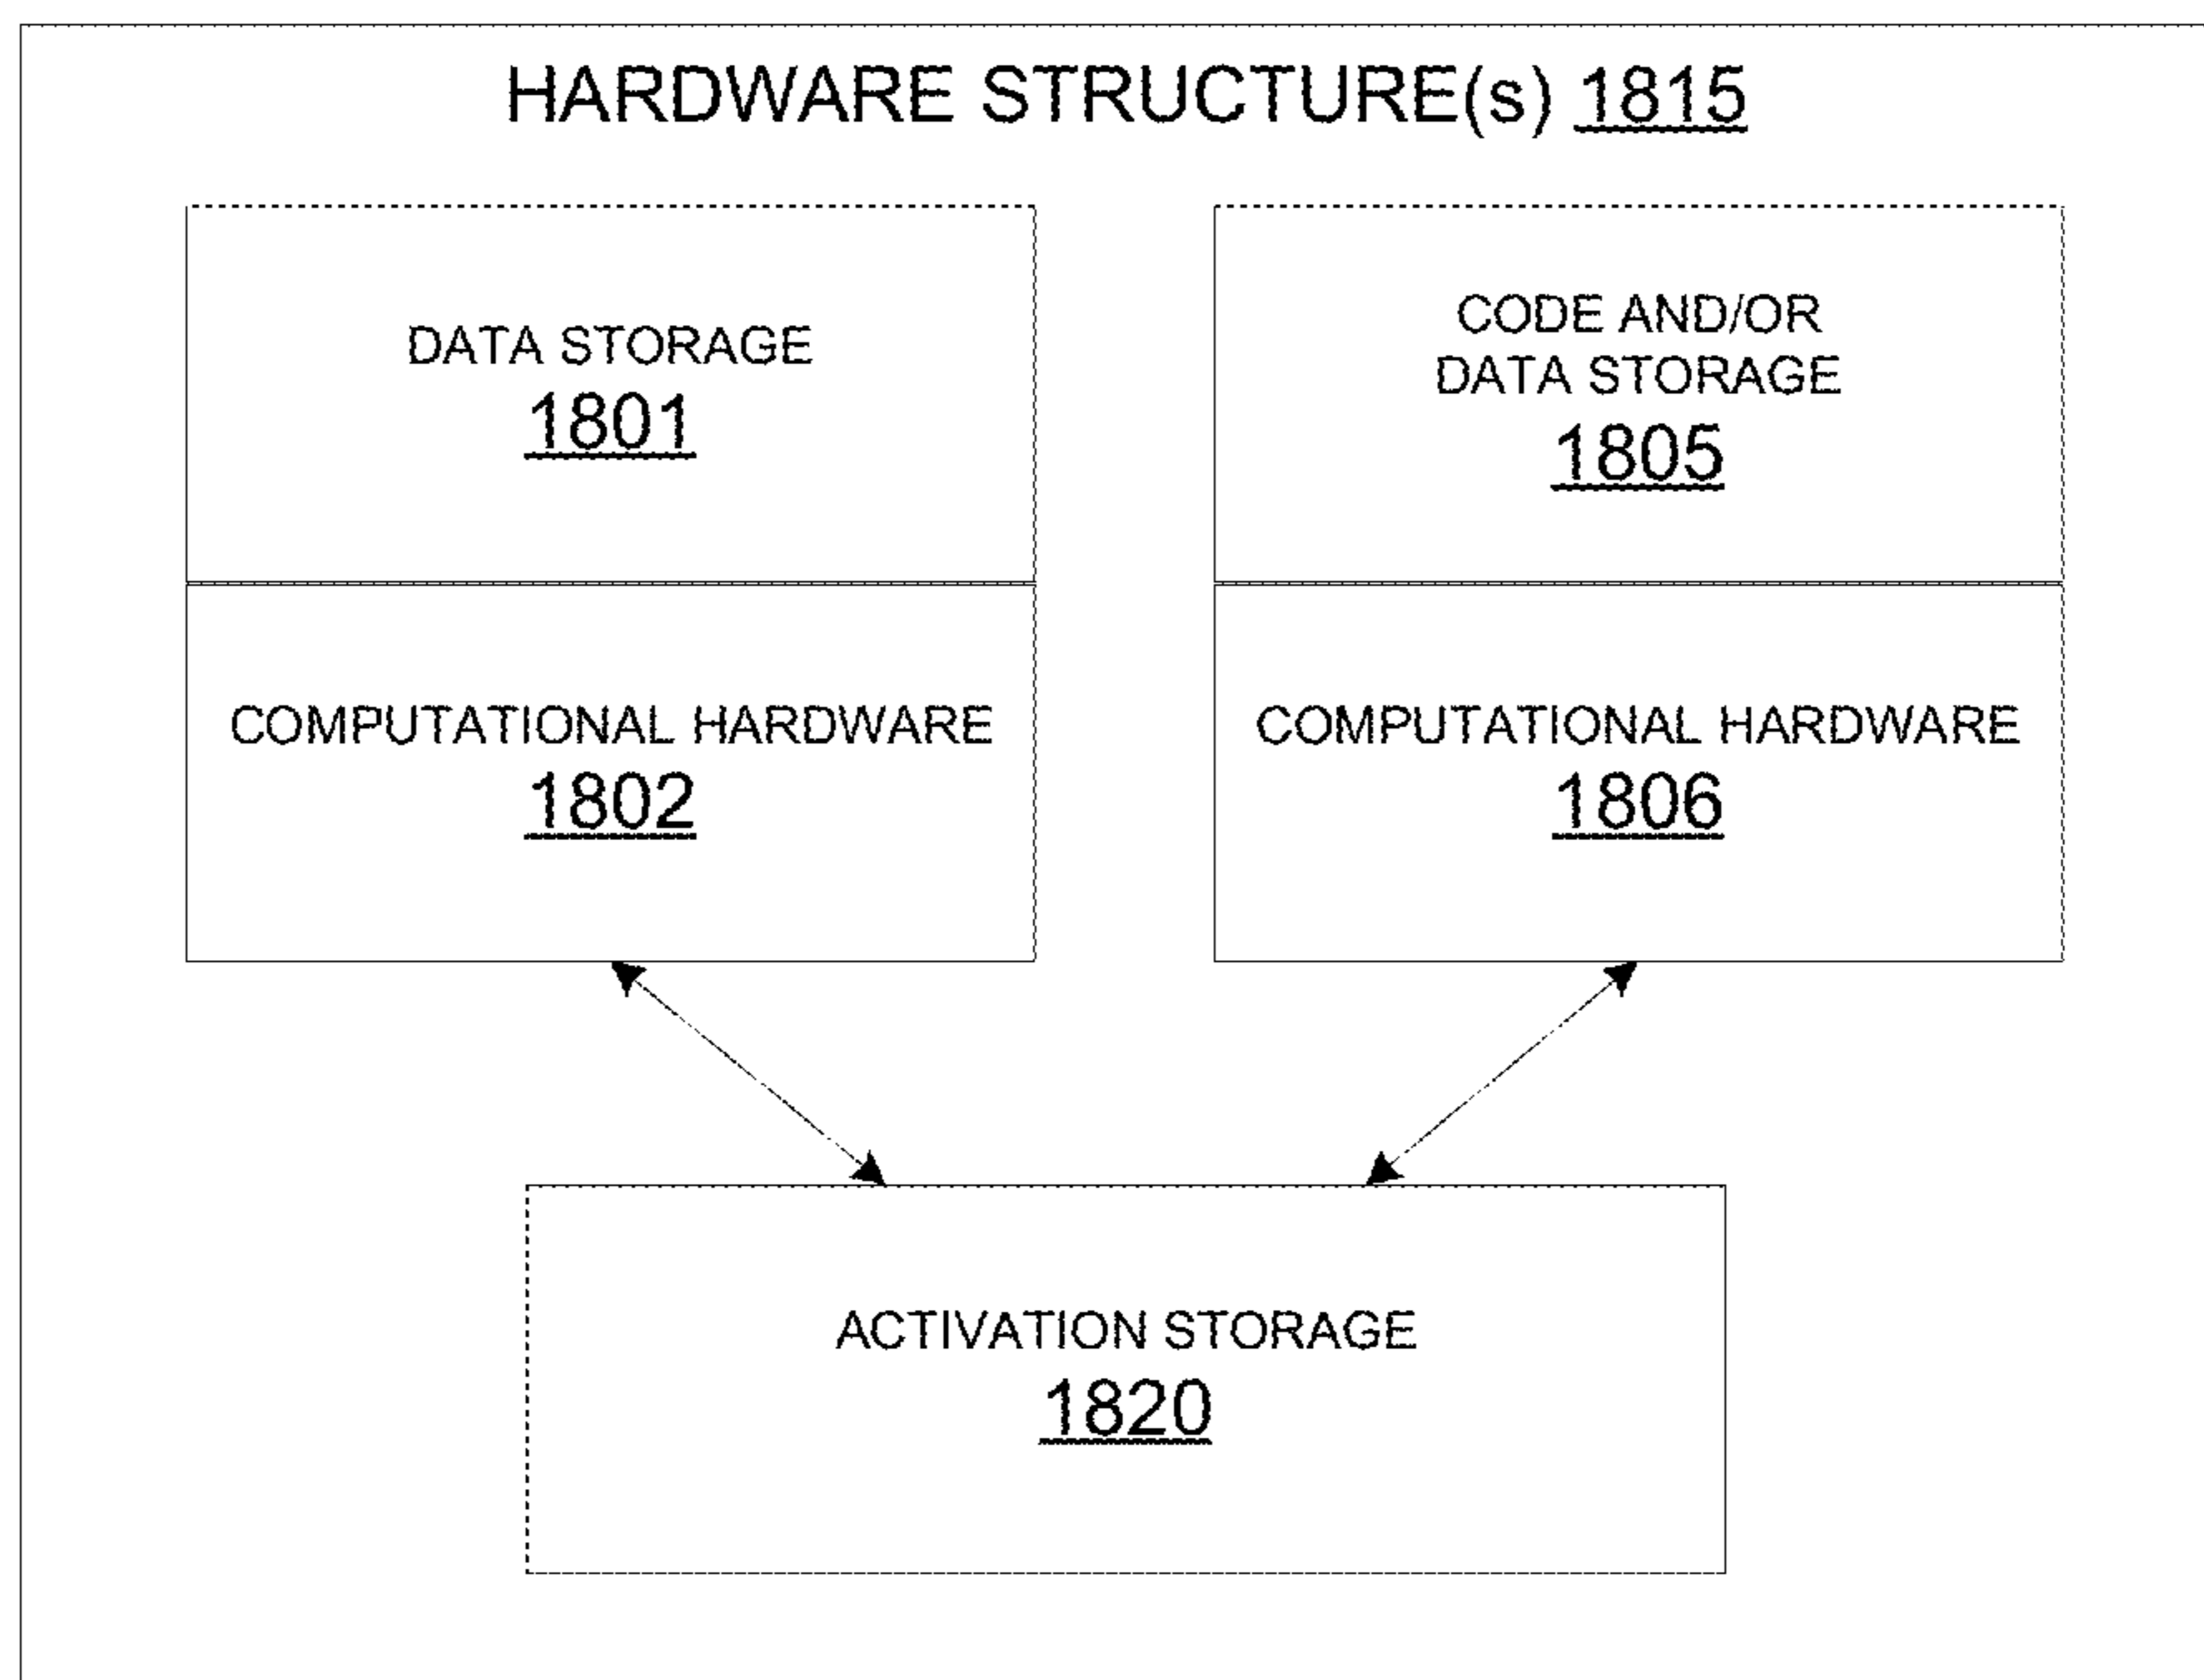 HARDWARE STRUCTURE(s) 1815
DATA STORAGE
1801
CODE AND/OR
DATA STORAGE
1805
COMPUTATIONAL HARDWARE
1802
COMPUTATIONAL HARDWARE
1806
ACTIVATION STORAGE
1820